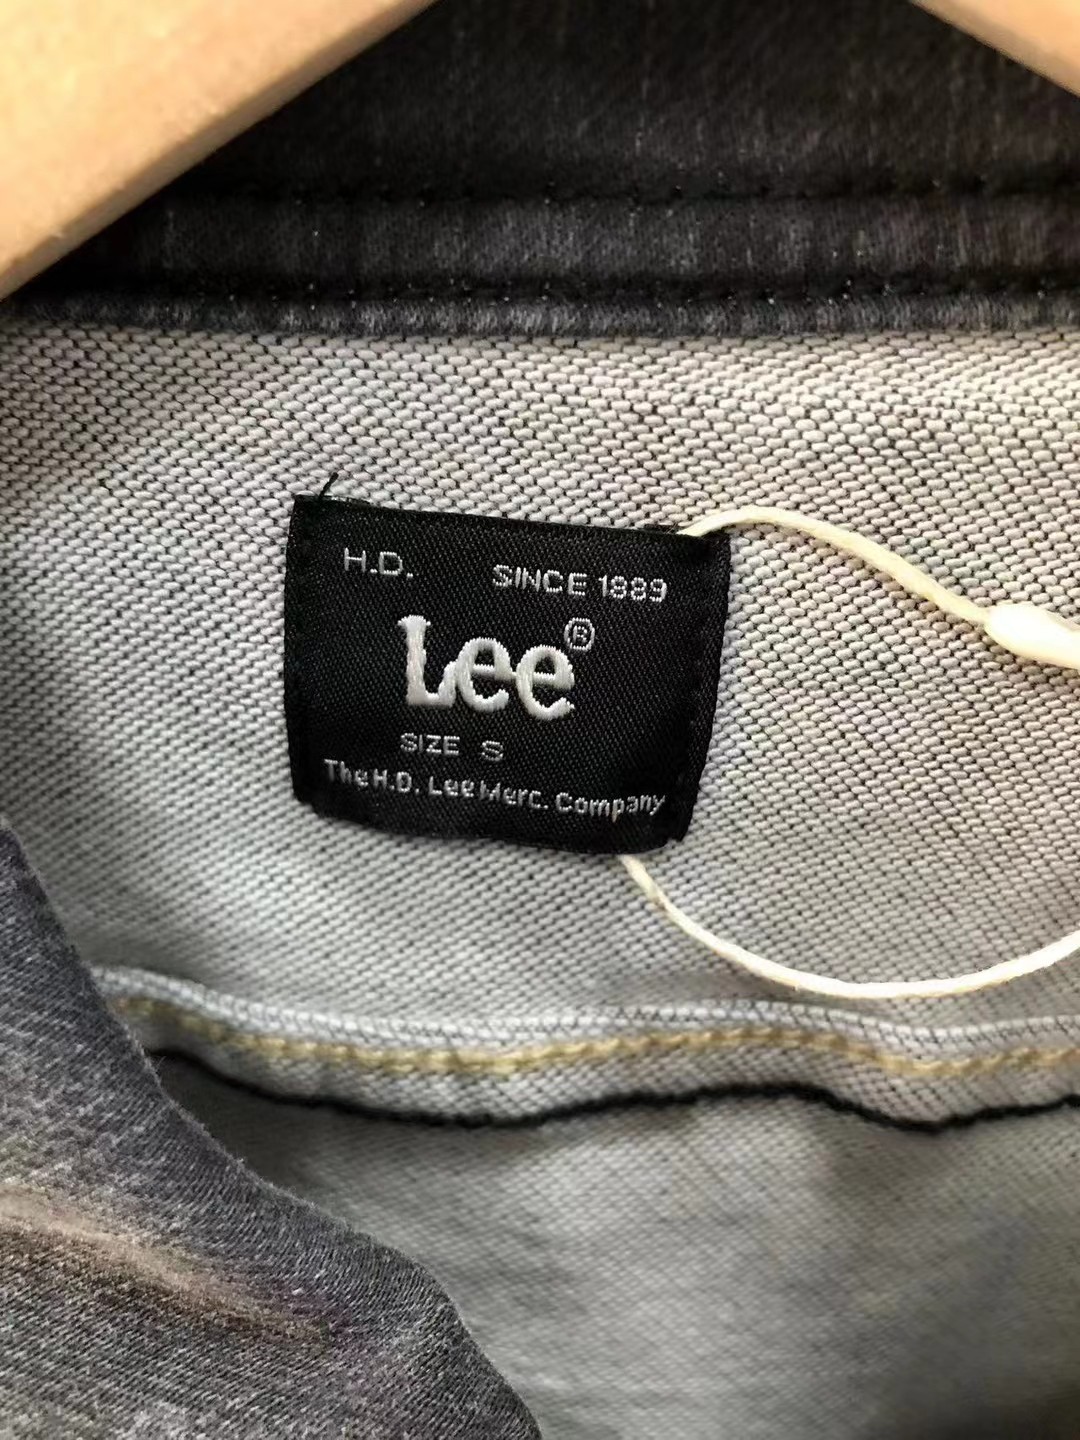 H.D. SINCE 1889
Lee®
SIZE S
The H.D. Lee Merc. Company